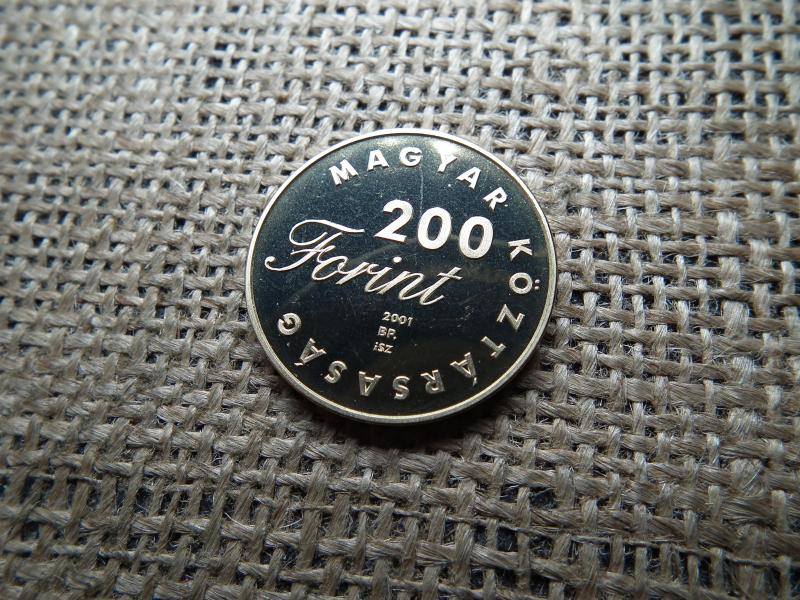 MAGYAR KÖZTÁRSASÁG
200
Forint
2001
BP.
iSZ